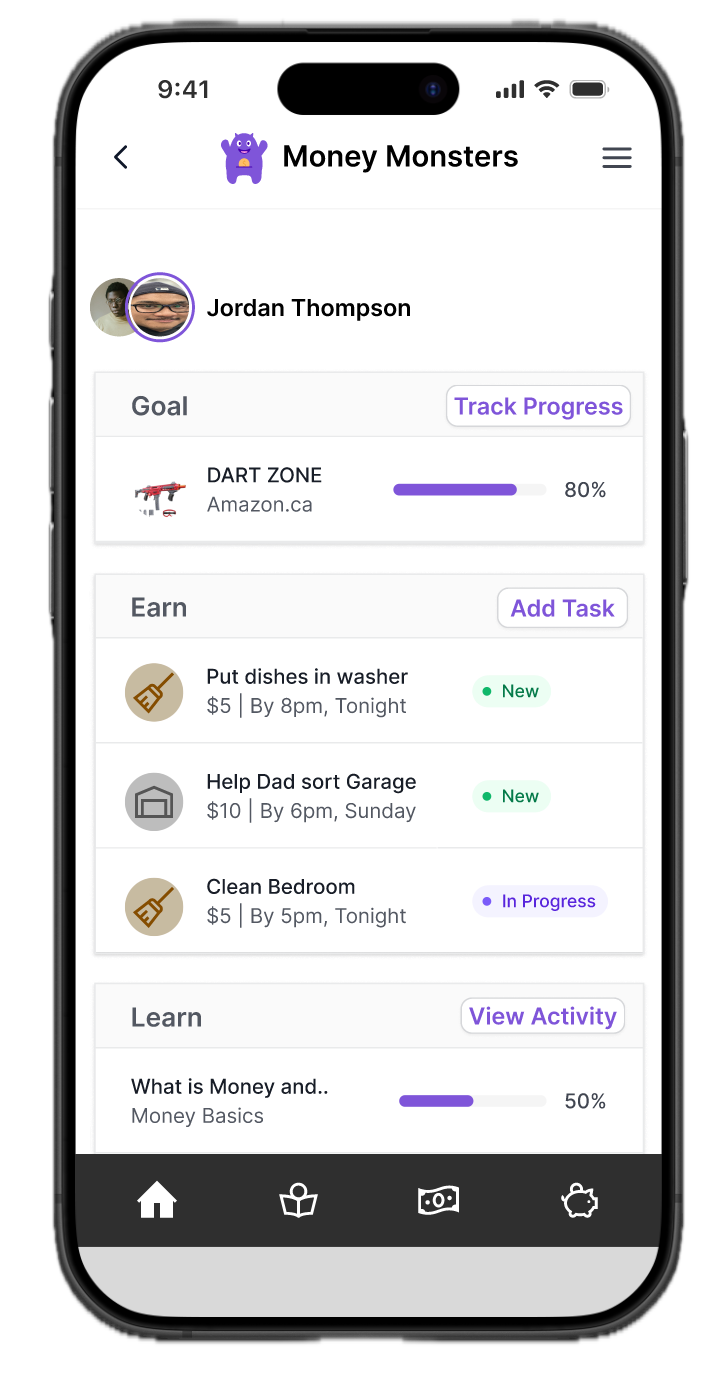 9:41
Money Monsters
Jordan Thompson
Goal
Track Progress
DART ZONE
Amazon.ca
80%
Earn
Add Task
Put dishes in washer
$5 | By 8pm, Tonight
New
Help Dad sort Garage
$10 | By 6pm, Sunday
New
Clean Bedroom
$5 | By 5pm, Tonight
In Progress
Learn
View Activity
What is Money and..
Money Basics
50%